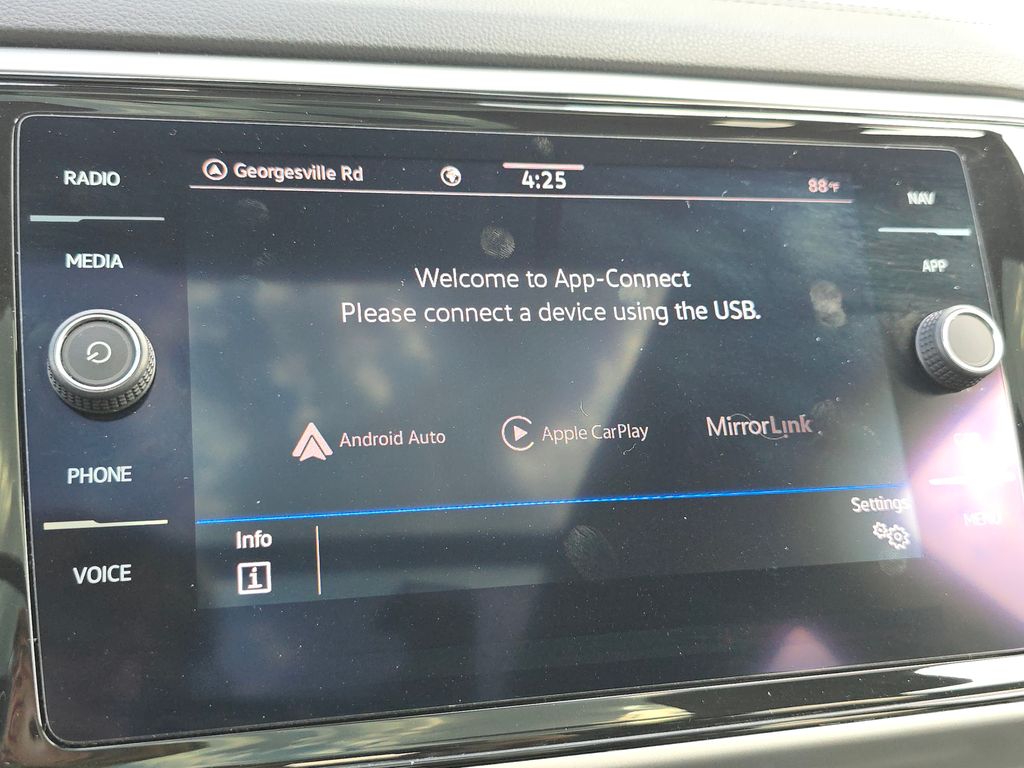 RADIO
MEDIA
PHONE
VOICE
Georgesville Rd
4:25
88°F
Welcome to App-Connect
Please connect a device using the USB.
Android Auto
Apple CarPlay
MirrorLink
Info
i
Settings
NAV
APP
MENU